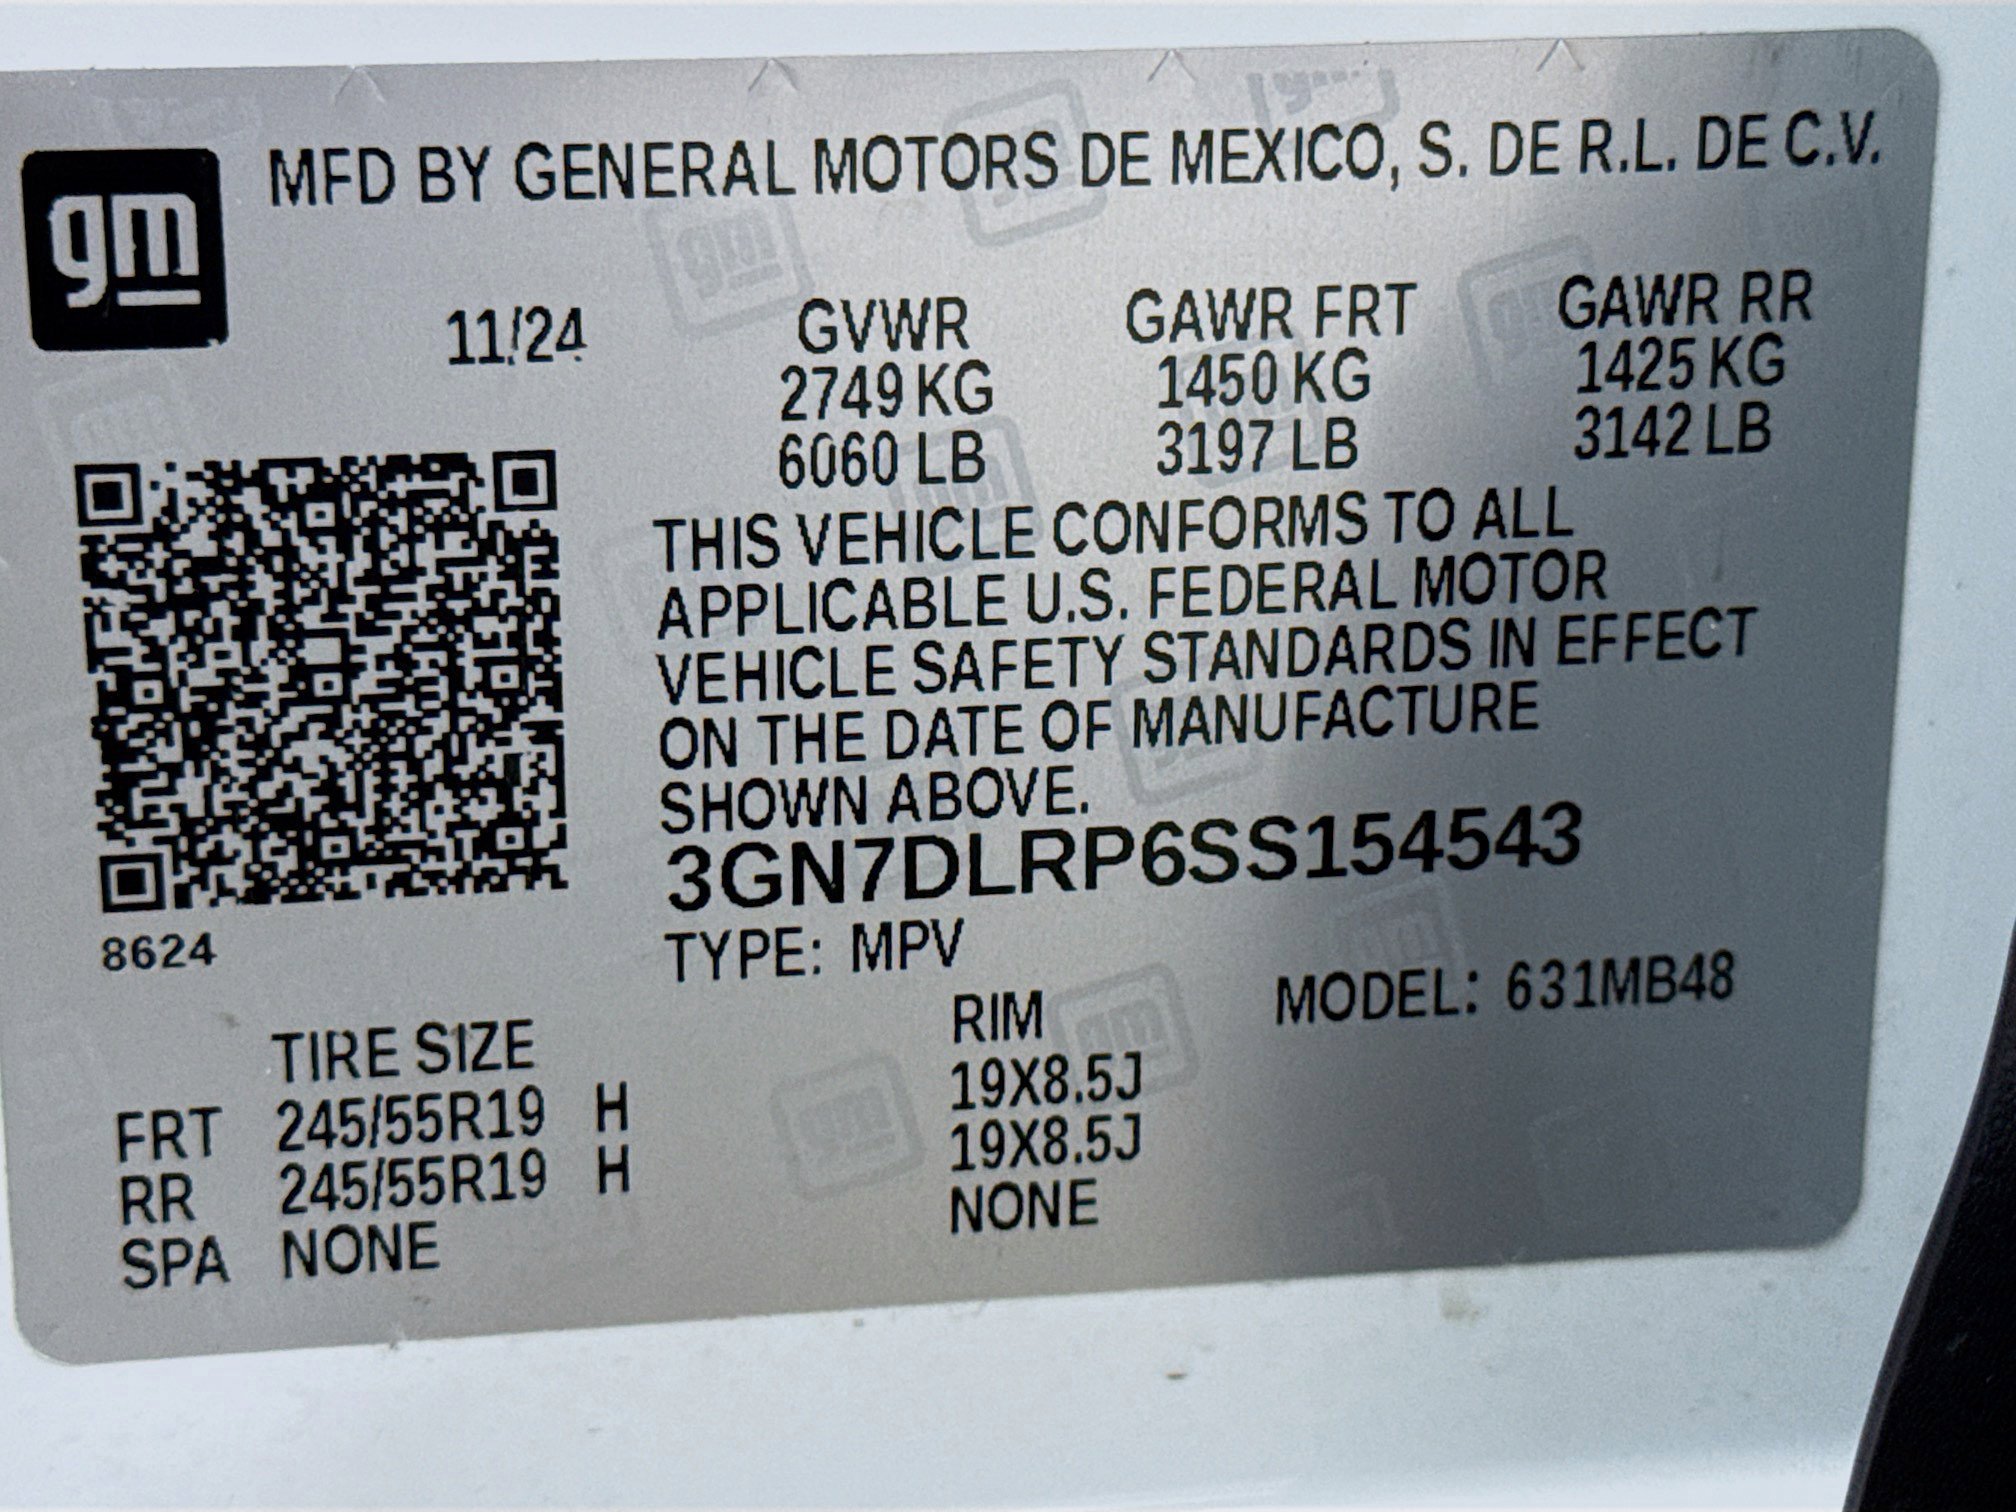 gm
MFD BY GENERAL MOTORS DE MEXICO, S. DE R.L. DE C.V.
11/24
GVWR GAWR FRT GAWR RR
2749 KG 1450 KG 1425 KG
6060 LB 3197 LB 3142 LB
THIS VEHICLE CONFORMS TO ALL
APPLICABLE U.S. FEDERAL MOTOR
VEHICLE SAFETY STANDARDS IN EFFECT
ON THE DATE OF MANUFACTURE
SHOWN ABOVE.
3GN7DLRP6SS154543
8624
TYPE: MPV
MODEL: 631MB48
TIRE SIZE RIM
FRT 245/55R19 H 19X8.5J
RR 245/55R19 H 19X8.5J
SPA NONE NONE